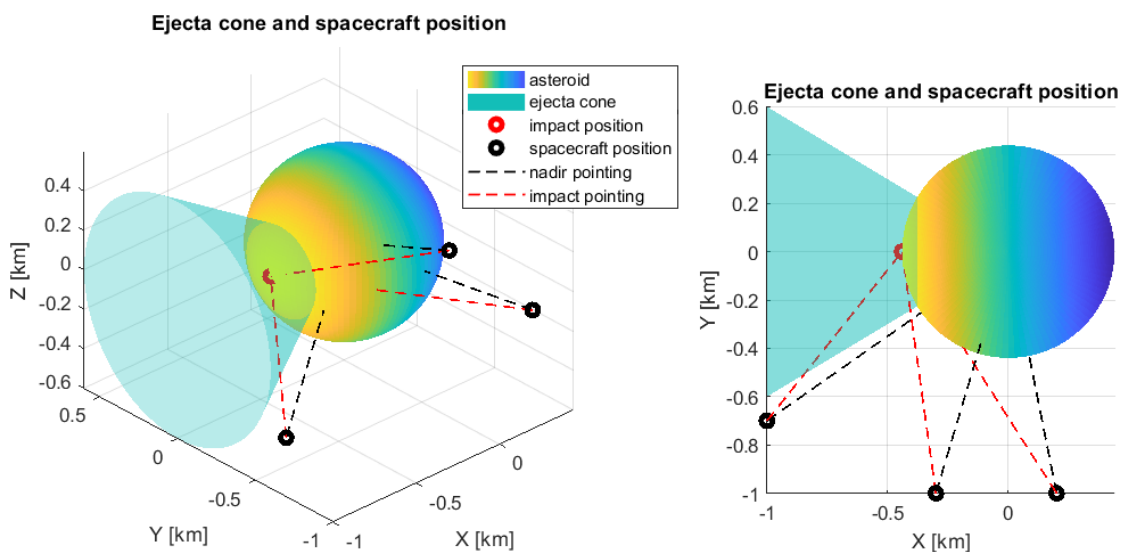 Ejecta cone and spacecraft position
asteroid
ejecta cone
impact position
spacecraft position
nadir pointing
impact pointing
0.4
0.2
0
-0.2
-0.4
-0.6
Z [km]
0.5
0
-0.5
-1
Y [km]
-1
-0.5
0
X [km]
Ejecta cone and spacecraft position
0.6
0.4
0.2
0
-0.2
-0.4
-0.6
-0.8
-1
Y [km]
-1
-0.5
0
X [km]